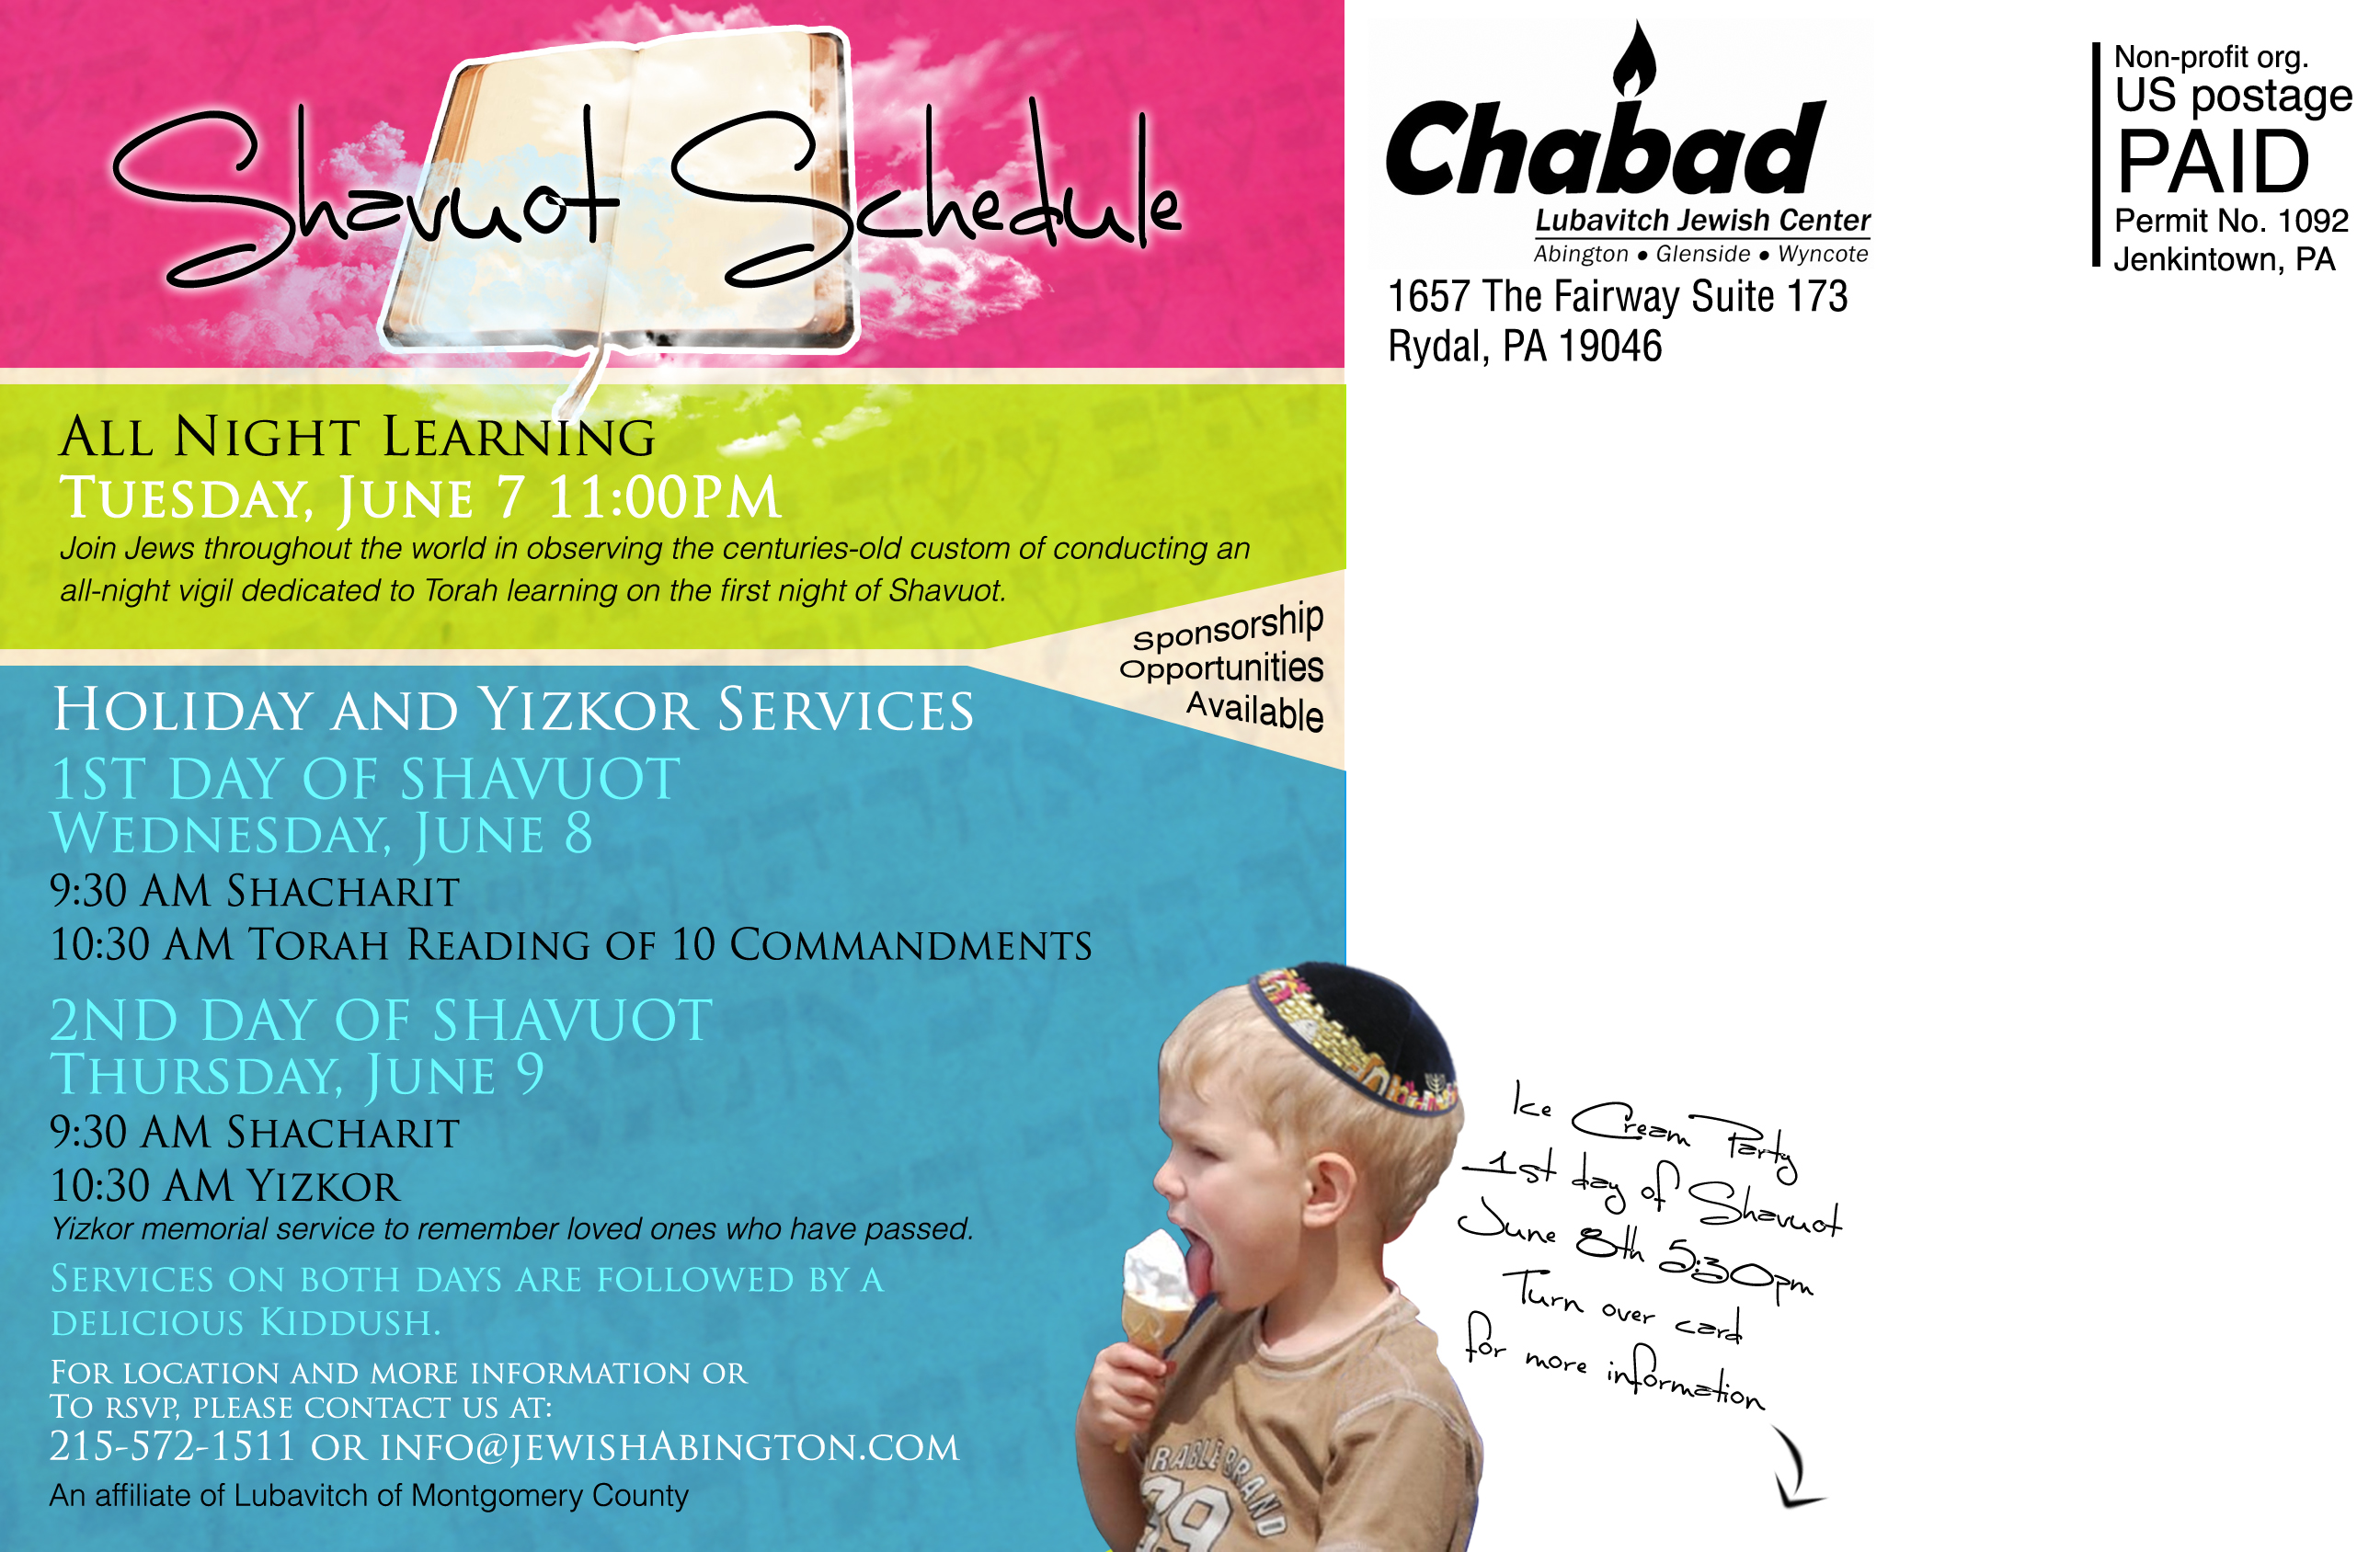 Shavuot Schedule
ALL NIGHT LEARNING
TUESDAY, JUNE 7 11:00PM
Join Jews throughout the world in observing the centuries-old custom of conducting an
all-night vigil dedicated to Torah learning on the first night of Shavuot.
Sponsorship
Opportunities
Available
HOLIDAY AND YIZKOR SERVICES
1ST DAY OF SHAVUOT
WEDNESDAY, JUNE 8
9:30 AM SHACHARIT
10:30 AM TORAH READING OF 10 COMMANDMENTS
2ND DAY OF SHAVUOT
THURSDAY, JUNE 9
9:30 AM SHACHARIT
10:30 AM YIZKOR
Yizkor memorial service to remember loved ones who have passed.
SERVICES ON BOTH DAYS ARE FOLLOWED BY A
DELICIOUS KIDDUSH.
FOR LOCATION AND MORE INFORMATION OR
TO RSVP, PLEASE CONTACT US AT:
215-572-1511 OR INFO@JEWISHABINGTON.COM
An affiliate of Lubavitch of Montgomery County
Chabad
Lubavitch Jewish Center
Abington • Glenside • Wyncote
1657 The Fairway Suite 173
Rydal, PA 19046
Non-profit org.
US postage
PAID
Permit No. 1092
Jenkintown, PA
Ice Cream Party
1st day of Shavuot
June 8th 5:30pm
Turn over card
for more information
RABLE BRAND
39